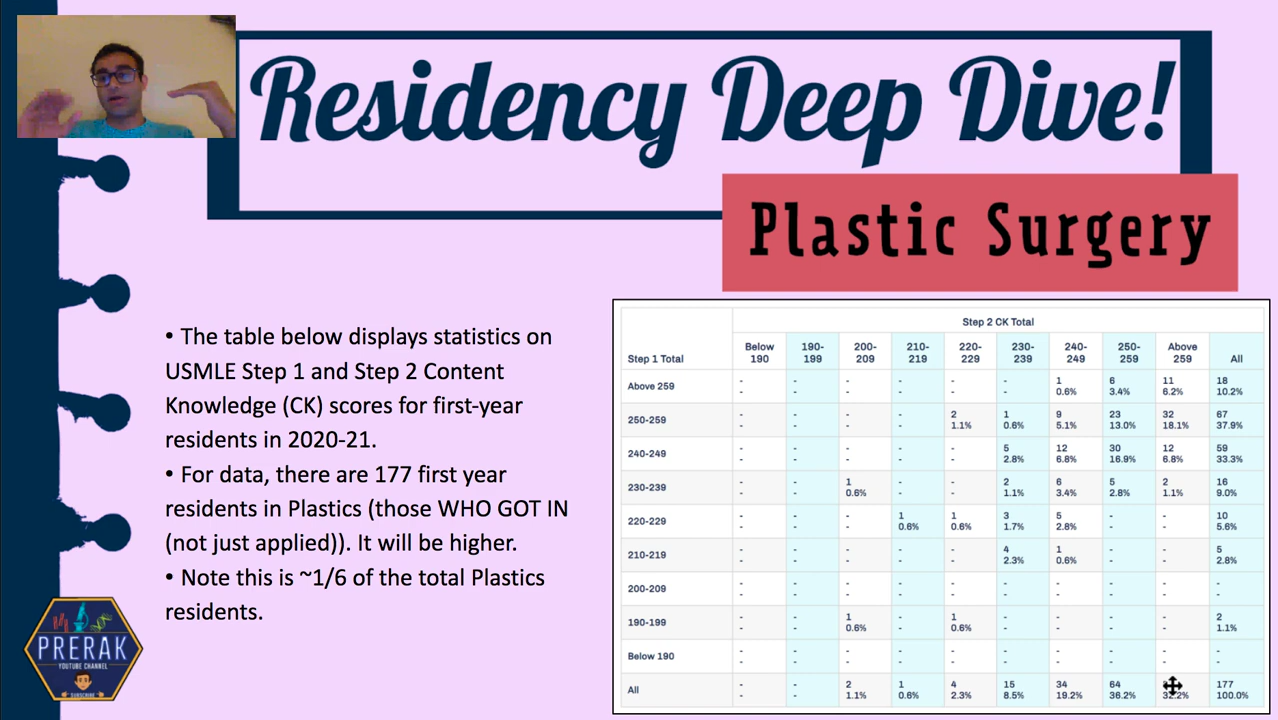 Residency Deep Dive!
Plastic Surgery
• The table below displays statistics on
USMLE Step 1 and Step 2 Content
Knowledge (CK) scores for first-year
residents in 2020-21.
• For data, there are 177 first year
residents in Plastics (those WHO GOT IN
(not just applied)). It will be higher.
• Note this is ~1/6 of the total Plastics
residents.
PRERAK
YOUTUBE CHANNEL
SUBSCRIBE
Step 2 CK Total
Step 1 Total Below 190 190-199 200-209 210-219 220-229 230-239 240-249 250-259 Above 259 All
Above 259 - - - - - - 1 6 11 18
- - - - - - 0.6% 3.4% 6.2% 10.2%
250-259 - - - - 2 1 9 23 32 67
- - - - 1.1% 0.6% 5.1% 13.0% 18.1% 37.9%
240-249 - - - - - 5 12 30 12 59
- - - - - 2.8% 6.8% 16.9% 6.8% 33.3%
230-239 - - 1 - - 2 6 5 2 16
- - 0.6% - - 1.1% 3.4% 2.8% 1.1% 9.0%
220-229 - - - 1 1 3 5 - - 10
- - - 0.6% 0.6% 1.7% 2.8% - - 5.6%
210-219 - - - - - 4 1 - - 5
- - - - - 2.3% 0.6% - - 2.8%
200-209 - - - - - - - - - -
- - - - - - - - - -
190-199 - - 1 - 1 - - - - 2
- - 0.6% - 0.6% - - - - 1.1%
Below 190 - - - - - - - - - -
- - - - - - - - - -
All - - 2 1 4 15 34 64 177
- - 1.1% 0.6% 2.3% 8.5% 19.2% 36.2% 32.2% 100.0%